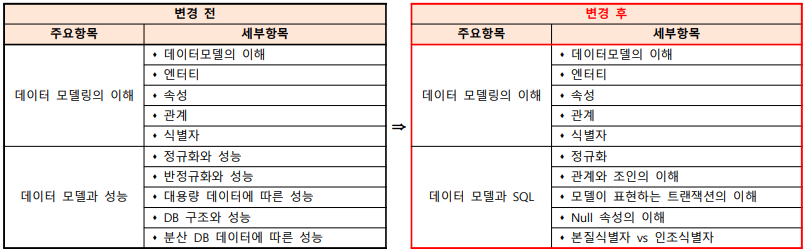 변경 전
주요항목 세부항목
데이터 모델링의 이해
⬧ 데이터모델의 이해
⬧ 엔터티
⬧ 속성
⬧ 관계
⬧ 식별자
데이터 모델과 성능
⬧ 정규화와 성능
⬧ 반정규화와 성능
⬧ 대용량 데이터에 따른 성능
⬧ DB 구조와 성능
⬧ 분산 DB 데이터에 따른 성능
⇒
변경 후
주요항목 세부항목
데이터 모델링의 이해
⬧ 데이터모델의 이해
⬧ 엔터티
⬧ 속성
⬧ 관계
⬧ 식별자
데이터 모델과 SQL
⬧ 정규화
⬧ 관계와 조인의 이해
⬧ 모델이 표현하는 트랜잭션의 이해
⬧ Null 속성의 이해
⬧ 본질식별자 vs 인조식별자